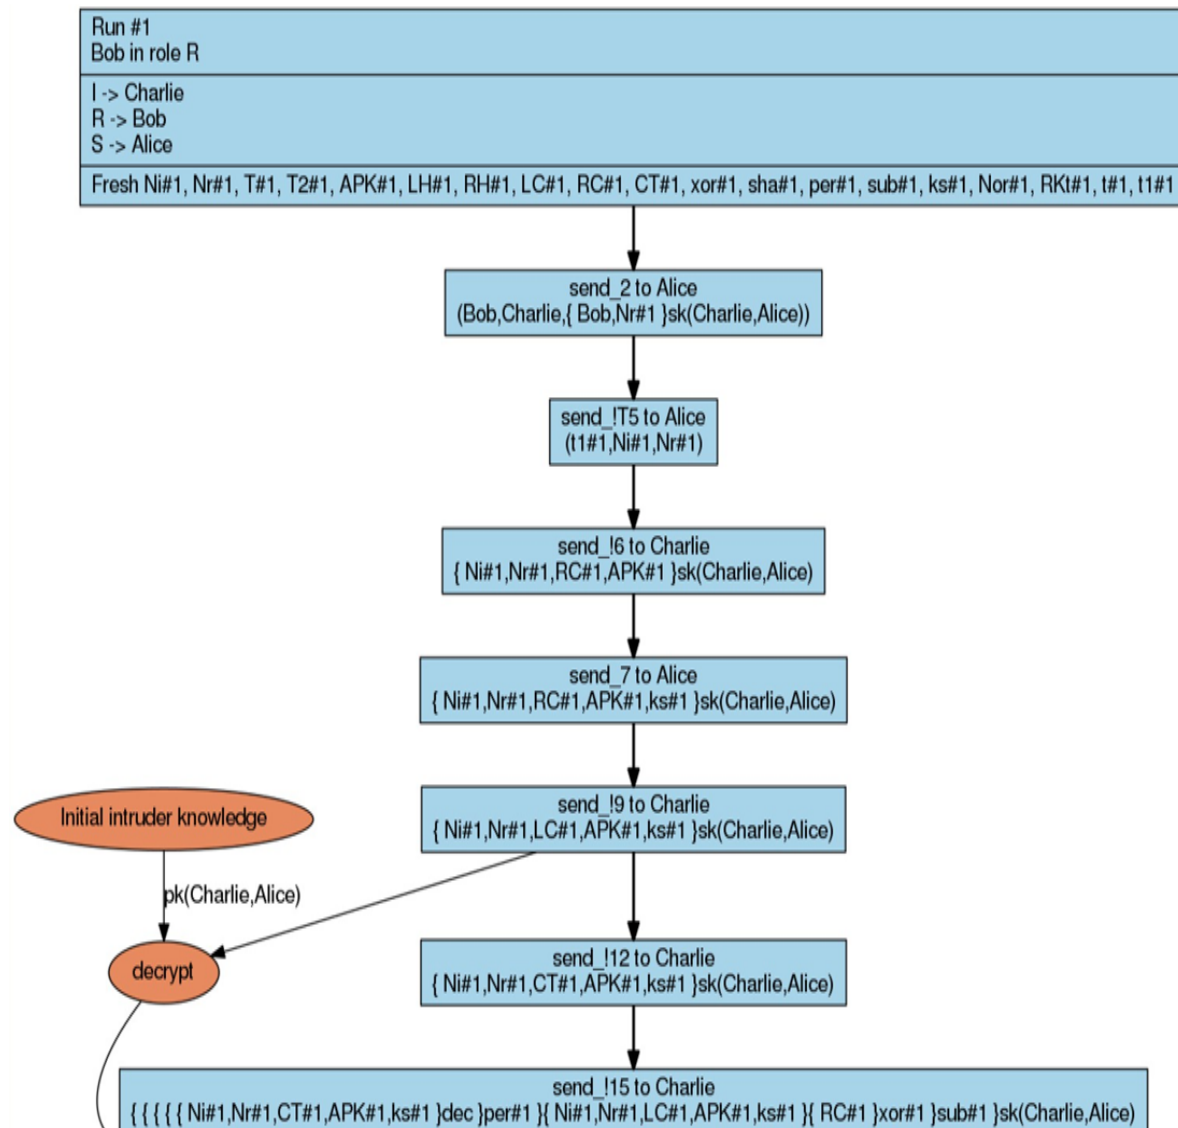 Run #1
Bob in role R
I -> Charlie
R -> Bob
S -> Alice
Fresh Ni#1, Nr#1, T#1, T2#1, APK#1, LH#1, RH#1, LC#1, RC#1, CT#1, xor#1, sha#1, per#1, sub#1, ks#1, Nor#1, RKt#1, t#1, t1#1
send_2 to Alice
(Bob,Charlie,{ Bob,Nr#1 }sk(Charlie,Alice))
send_!T5 to Alice
(t1#1,Ni#1,Nr#1)
send_!6 to Charlie
{ Ni#1,Nr#1,RC#1,APK#1 }sk(Charlie,Alice)
send_7 to Alice
{ Ni#1,Nr#1,RC#1,APK#1,ks#1 }sk(Charlie,Alice)
send_!9 to Charlie
{ Ni#1,Nr#1,LC#1,APK#1,ks#1 }sk(Charlie,Alice)
Initial intruder knowledge
pk(Charlie,Alice)
decrypt
send_!12 to Charlie
{ Ni#1,Nr#1,CT#1,APK#1,ks#1 }sk(Charlie,Alice)
send_!15 to Charlie
{ { { { { Ni#1,Nr#1,CT#1,APK#1,ks#1 }dec }per#1 }{ Ni#1,Nr#1,LC#1,APK#1,ks#1 }{ RC#1 }xor#1 }sub#1 }sk(Charlie,Alice)